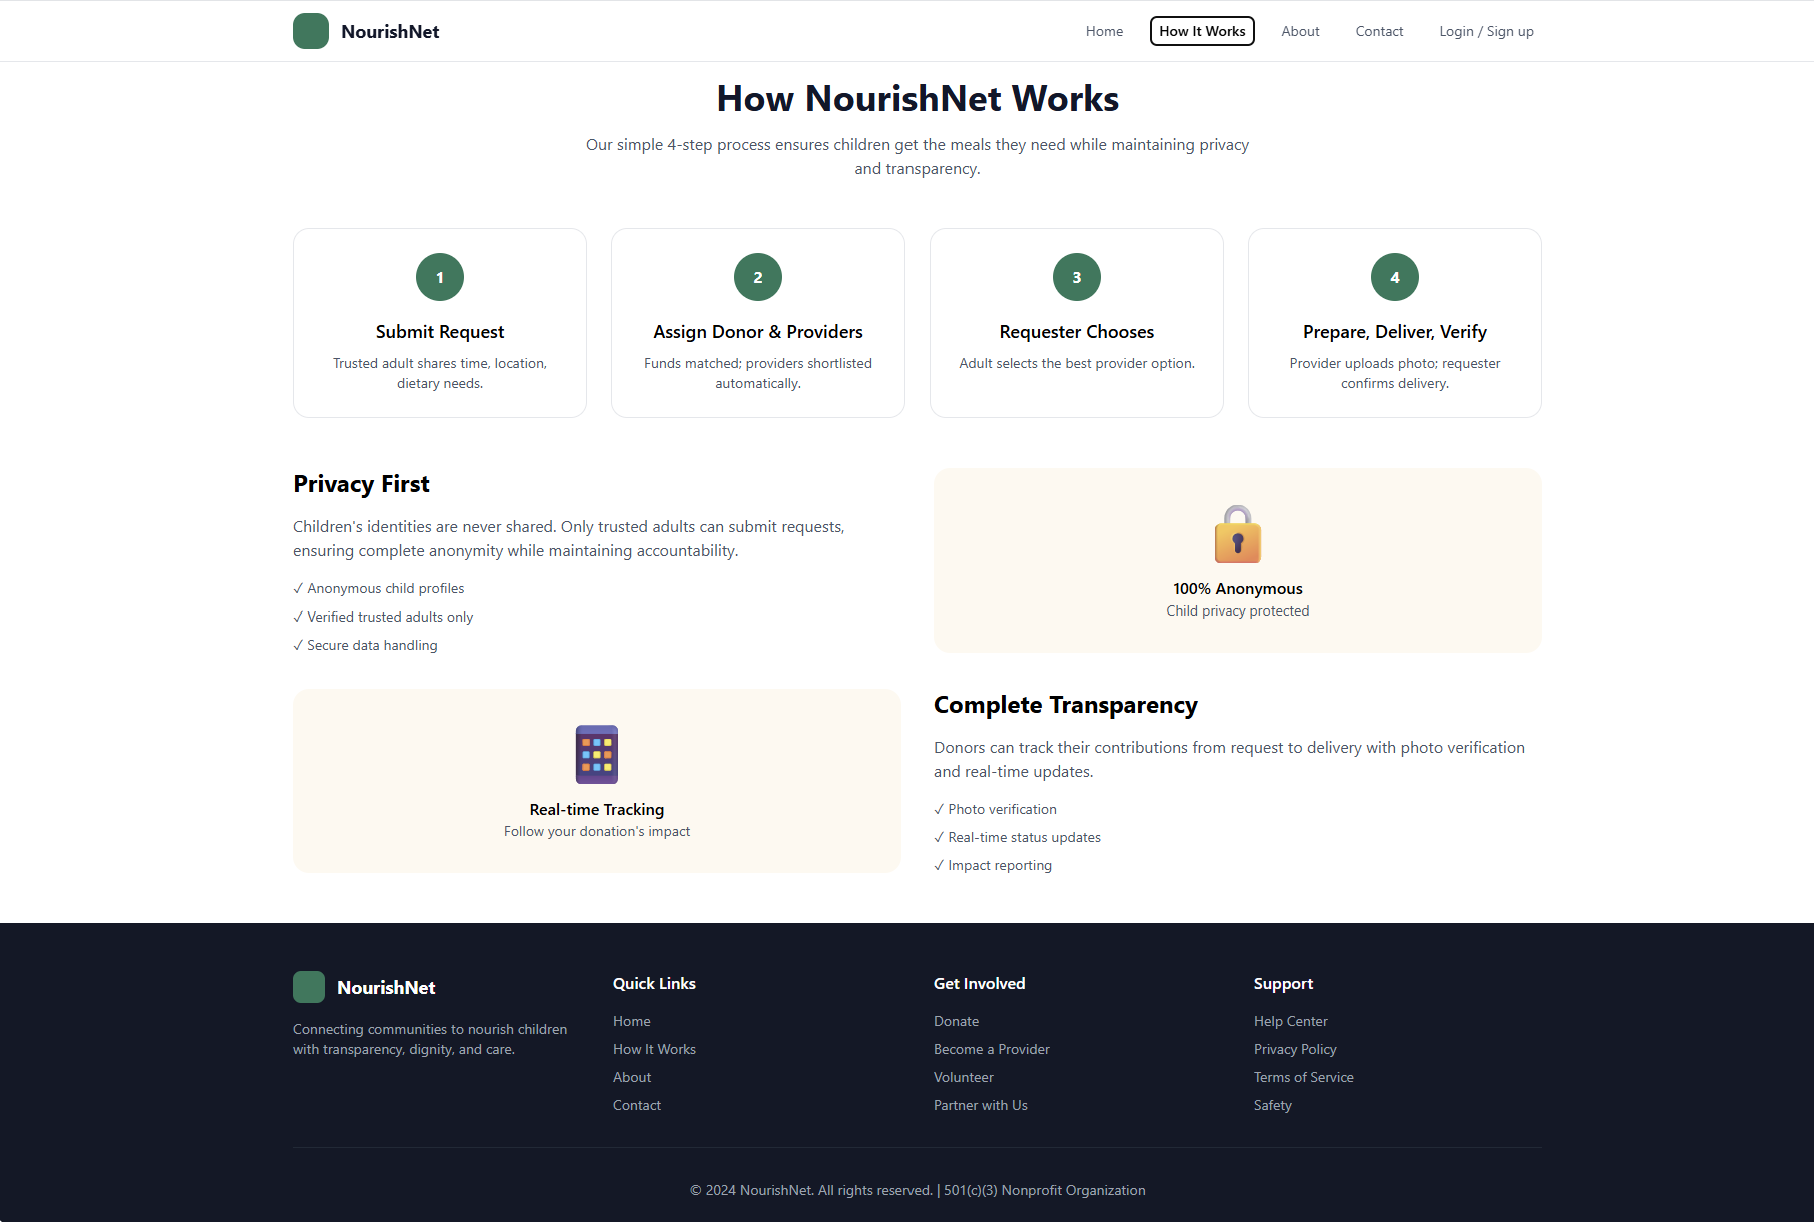 NourishNet
Home
How It Works
About
Contact
Login / Sign up
How NourishNet Works
Our simple 4-step process ensures children get the meals they need while maintaining privacy
and transparency.
1
Submit Request
Trusted adult shares time, location,
dietary needs.
2
Assign Donor & Providers
Funds matched; providers shortlisted
automatically.
3
Requester Chooses
Adult selects the best provider option.
4
Prepare, Deliver, Verify
Provider uploads photo; requester
confirms delivery.
Privacy First
Children's identities are never shared. Only trusted adults can submit requests,
ensuring complete anonymity while maintaining accountability.
✓ Anonymous child profiles
✓ Verified trusted adults only
✓ Secure data handling
100% Anonymous
Child privacy protected
Real-time Tracking
Follow your donation's impact
Complete Transparency
Donors can track their contributions from request to delivery with photo verification
and real-time updates.
✓ Photo verification
✓ Real-time status updates
✓ Impact reporting
NourishNet
Connecting communities to nourish children
with transparency, dignity, and care.
Quick Links
Home
How It Works
About
Contact
Get Involved
Donate
Become a Provider
Volunteer
Partner with Us
Support
Help Center
Privacy Policy
Terms of Service
Safety
© 2024 NourishNet. All rights reserved. | 501(c)(3) Nonprofit Organization